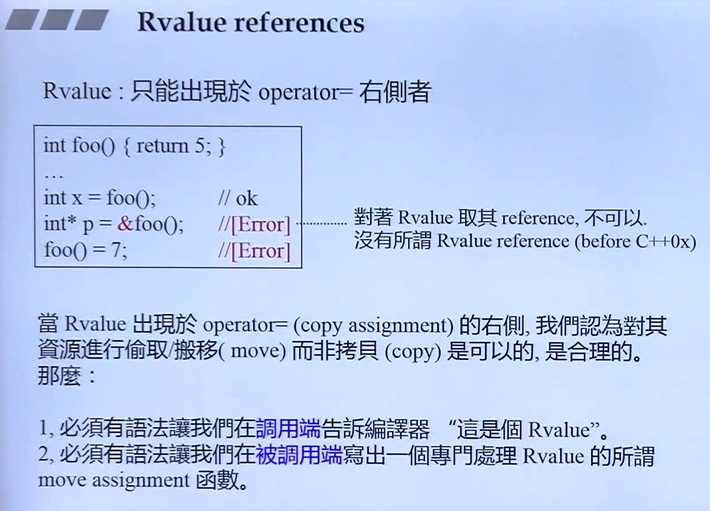 Rvalue references
Rvalue : 只能出現於 operator= 右側者
int foo() { return 5; }
…
int x = foo(); // ok
int* p = &foo(); //[Error]
foo() = 7; //[Error]
對著 Rvalue 取其 reference, 不可以.
沒有所謂 Rvalue reference (before C++0x)
當 Rvalue 出現於 operator= (copy assignment) 的右側, 我們認為對其
資源進行偷取/搬移( move) 而非拷貝 (copy) 是可以的, 是合理的。
那麼：
1, 必須有語法讓我們在調用端告訴編譯器 “這是個 Rvalue”。
2, 必須有語法讓我們在被調用端寫出一個專門處理 Rvalue 的所謂
move assignment 函數。